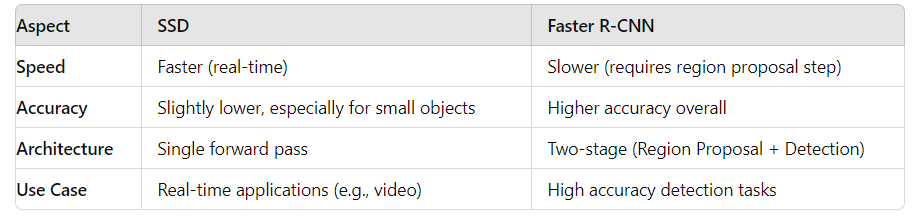 Aspect SSD Faster R-CNN
Speed Faster (real-time) Slower (requires region proposal step)
Accuracy Slightly lower, especially for small objects Higher accuracy overall
Architecture Single forward pass Two-stage (Region Proposal + Detection)
Use Case Real-time applications (e.g., video) High accuracy detection tasks